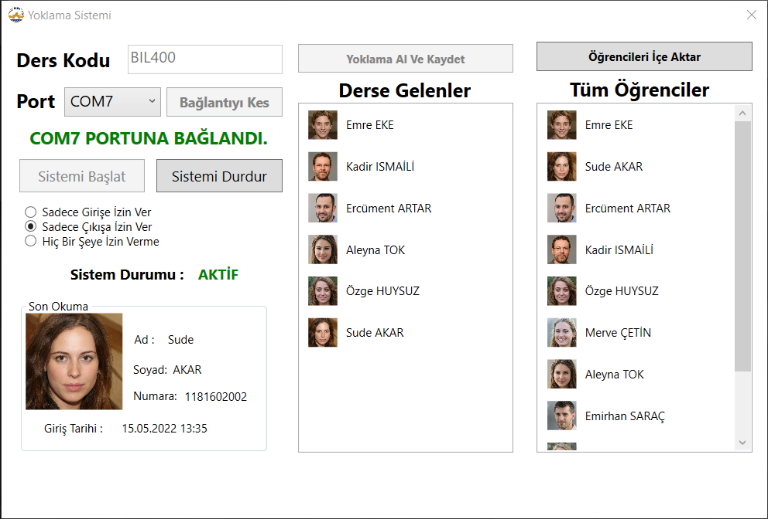 Yoklama Sistemi
Ders Kodu
BIL400
Port
COM7
Bağlantıyı Kes
COM7 PORTUNA BAĞLANDI.
Sistemi Başlat
Sistemi Durdur
Sadece Girişe İzin Ver
Sadece Çıkışa İzin Ver
Hiç Bir Şeye İzin Verme
Sistem Durumu : AKTİF
Son Okuma
Ad : Sude
Soyad: AKAR
Numara: 1181602002
Giriş Tarihi : 15.05.2022 13:35
Yoklama Al Ve Kaydet
Derse Gelenler
Emre EKE
Kadir ISMAİLİ
Ercüment ARTAR
Aleyna TOK
Özge HUYSUZ
Sude AKAR
Öğrencileri İçe Aktar
Tüm Öğrenciler
Emre EKE
Sude AKAR
Ercüment ARTAR
Kadir ISMAİLİ
Özge HUYSUZ
Merve ÇETİN
Aleyna TOK
Emirhan SARAÇ